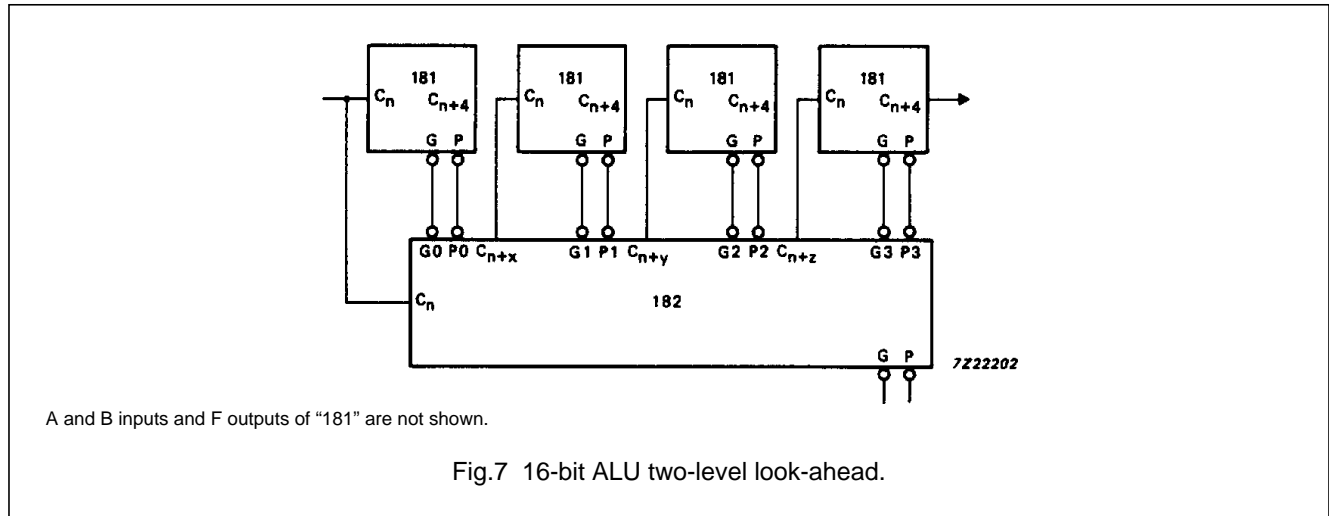 181 181 181 181
Cn Cn+4 Cn Cn+4 Cn Cn+4 Cn Cn+4
G P G P G P G P
G0 P0 Cn+x G1 P1 Cn+y G2 P2 Cn+z G3 P3
Cn 182
G P
7Z22202
A and B inputs and F outputs of “181” are not shown.
Fig.7 16-bit ALU two-level look-ahead.